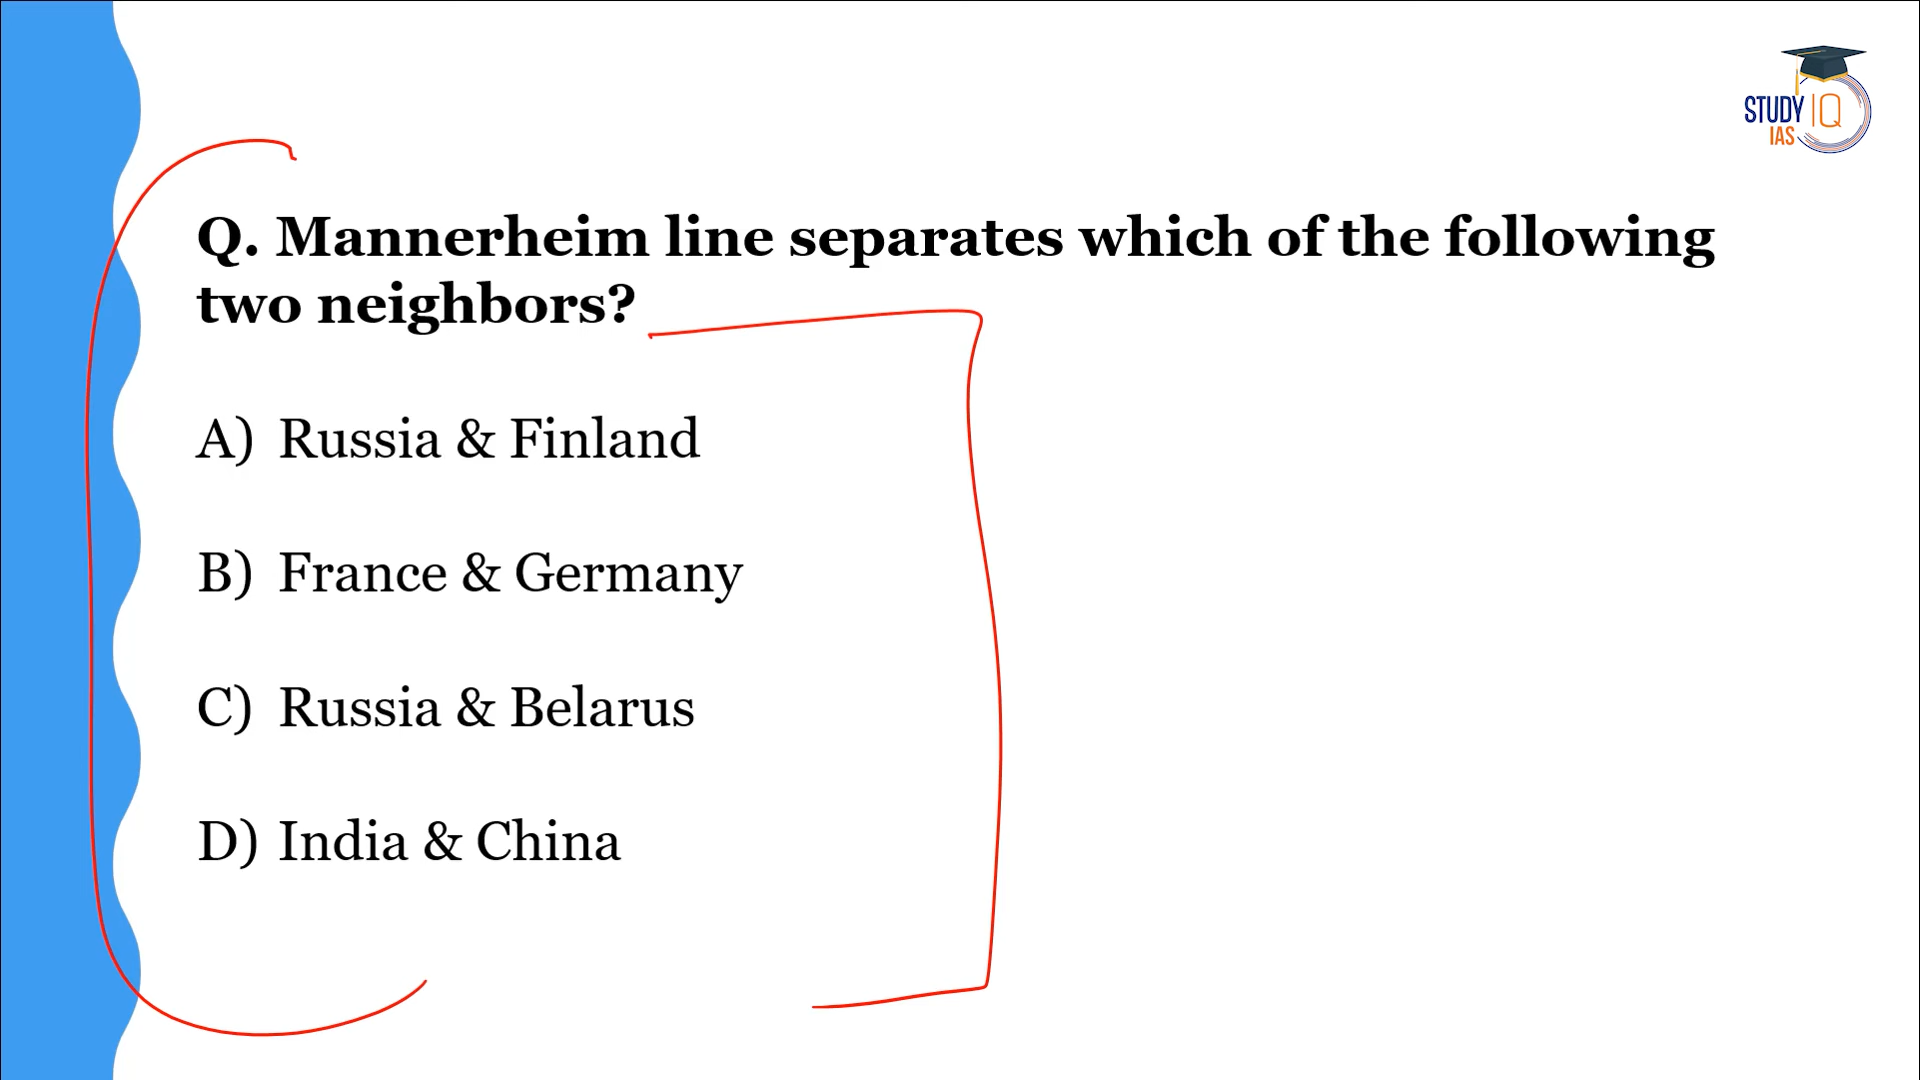 STUDY IQ
IAS
Q. Mannerheim line separates which of the following
two neighbors?
A) Russia & Finland
B) France & Germany
C) Russia & Belarus
D) India & China